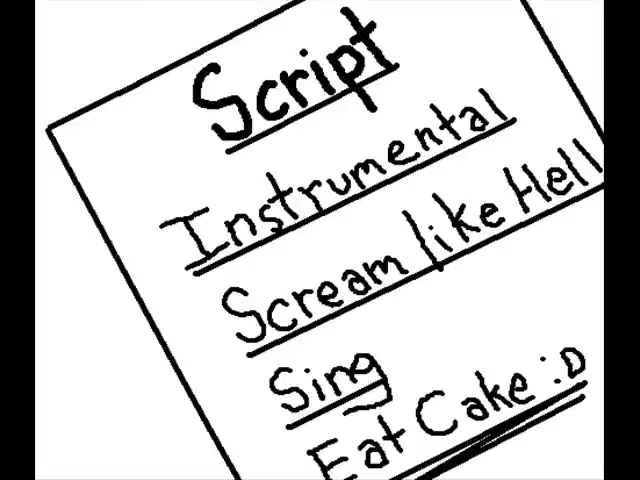 Script
Instrumental
Scream like Hell
Sing
Eat Cake :D